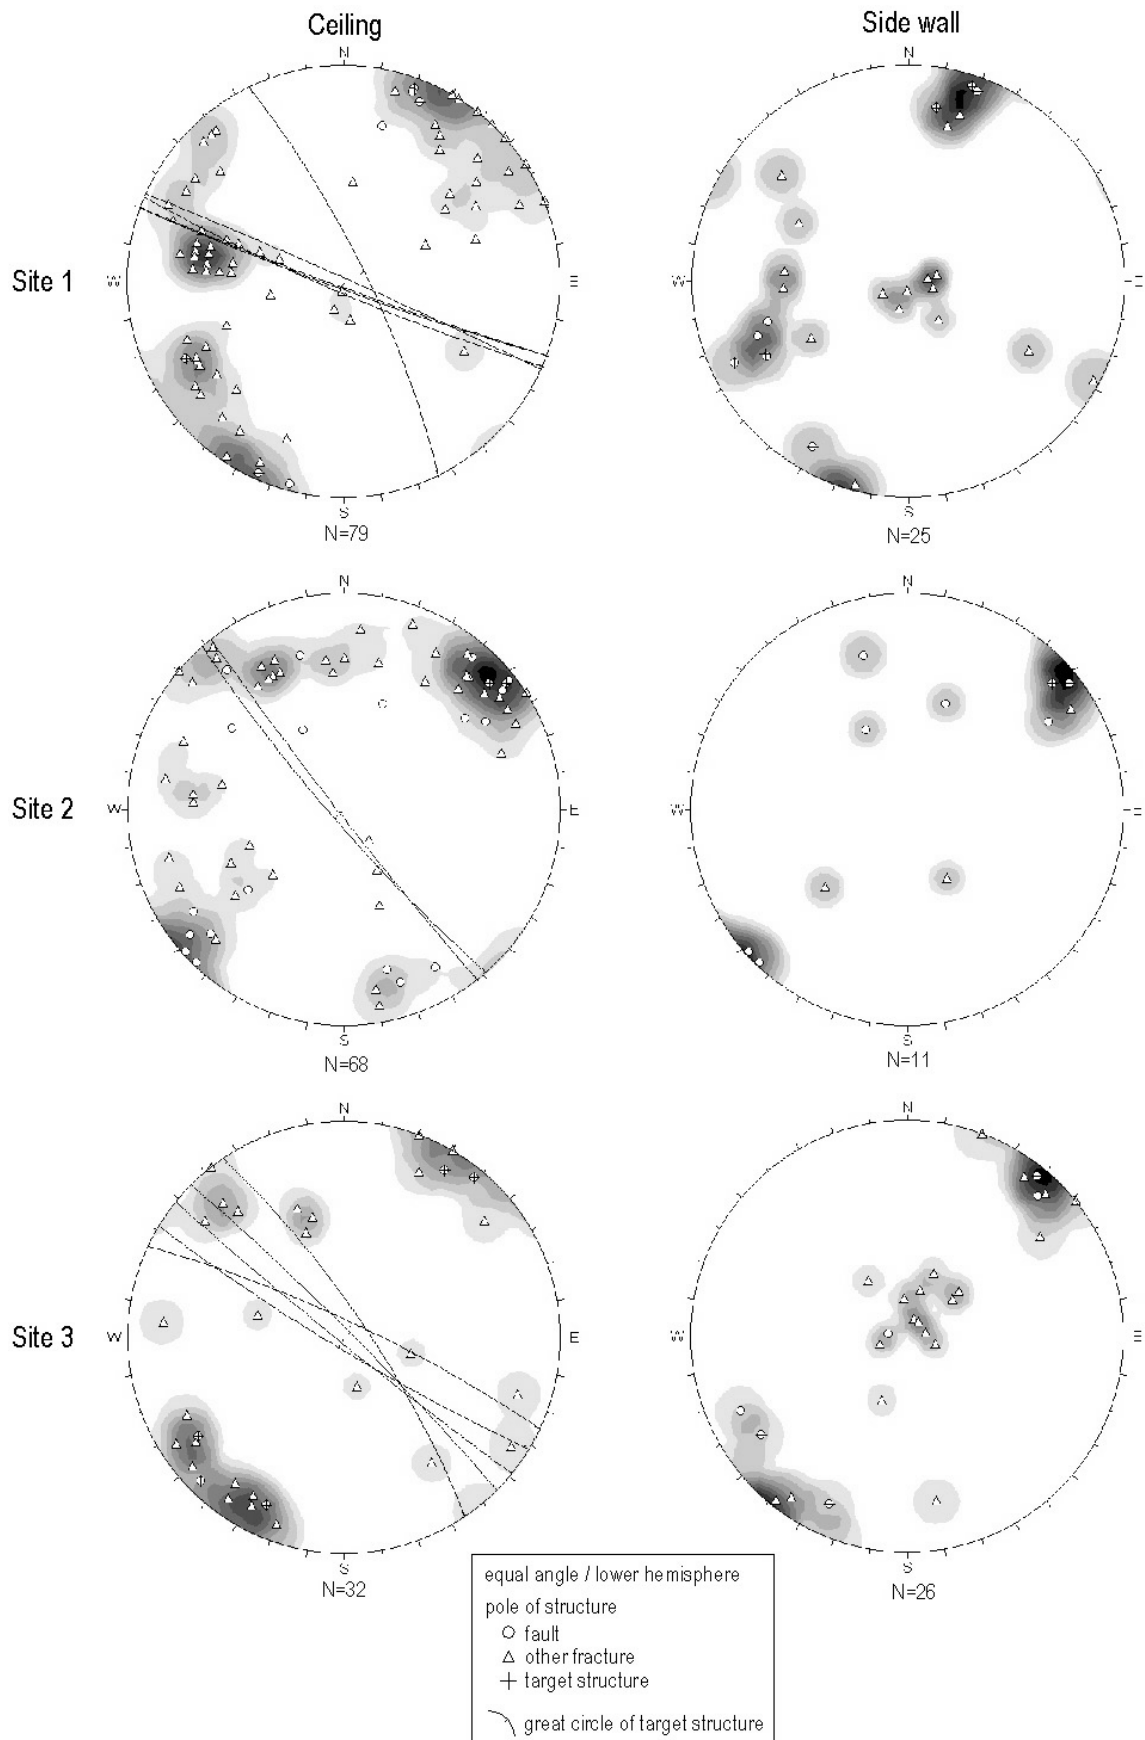 Ceiling
Side wall
N
N
Site 1
W
E
W
E
S
S
N=79
N=25
N
N
Site 2
W
E
W
E
S
S
N=68
N=11
N
N
Site 3
W
E
W
E
S
S
N=32
N=26
equal angle / lower hemisphere
pole of structure
fault
other fracture
target structure
great circle of target structure